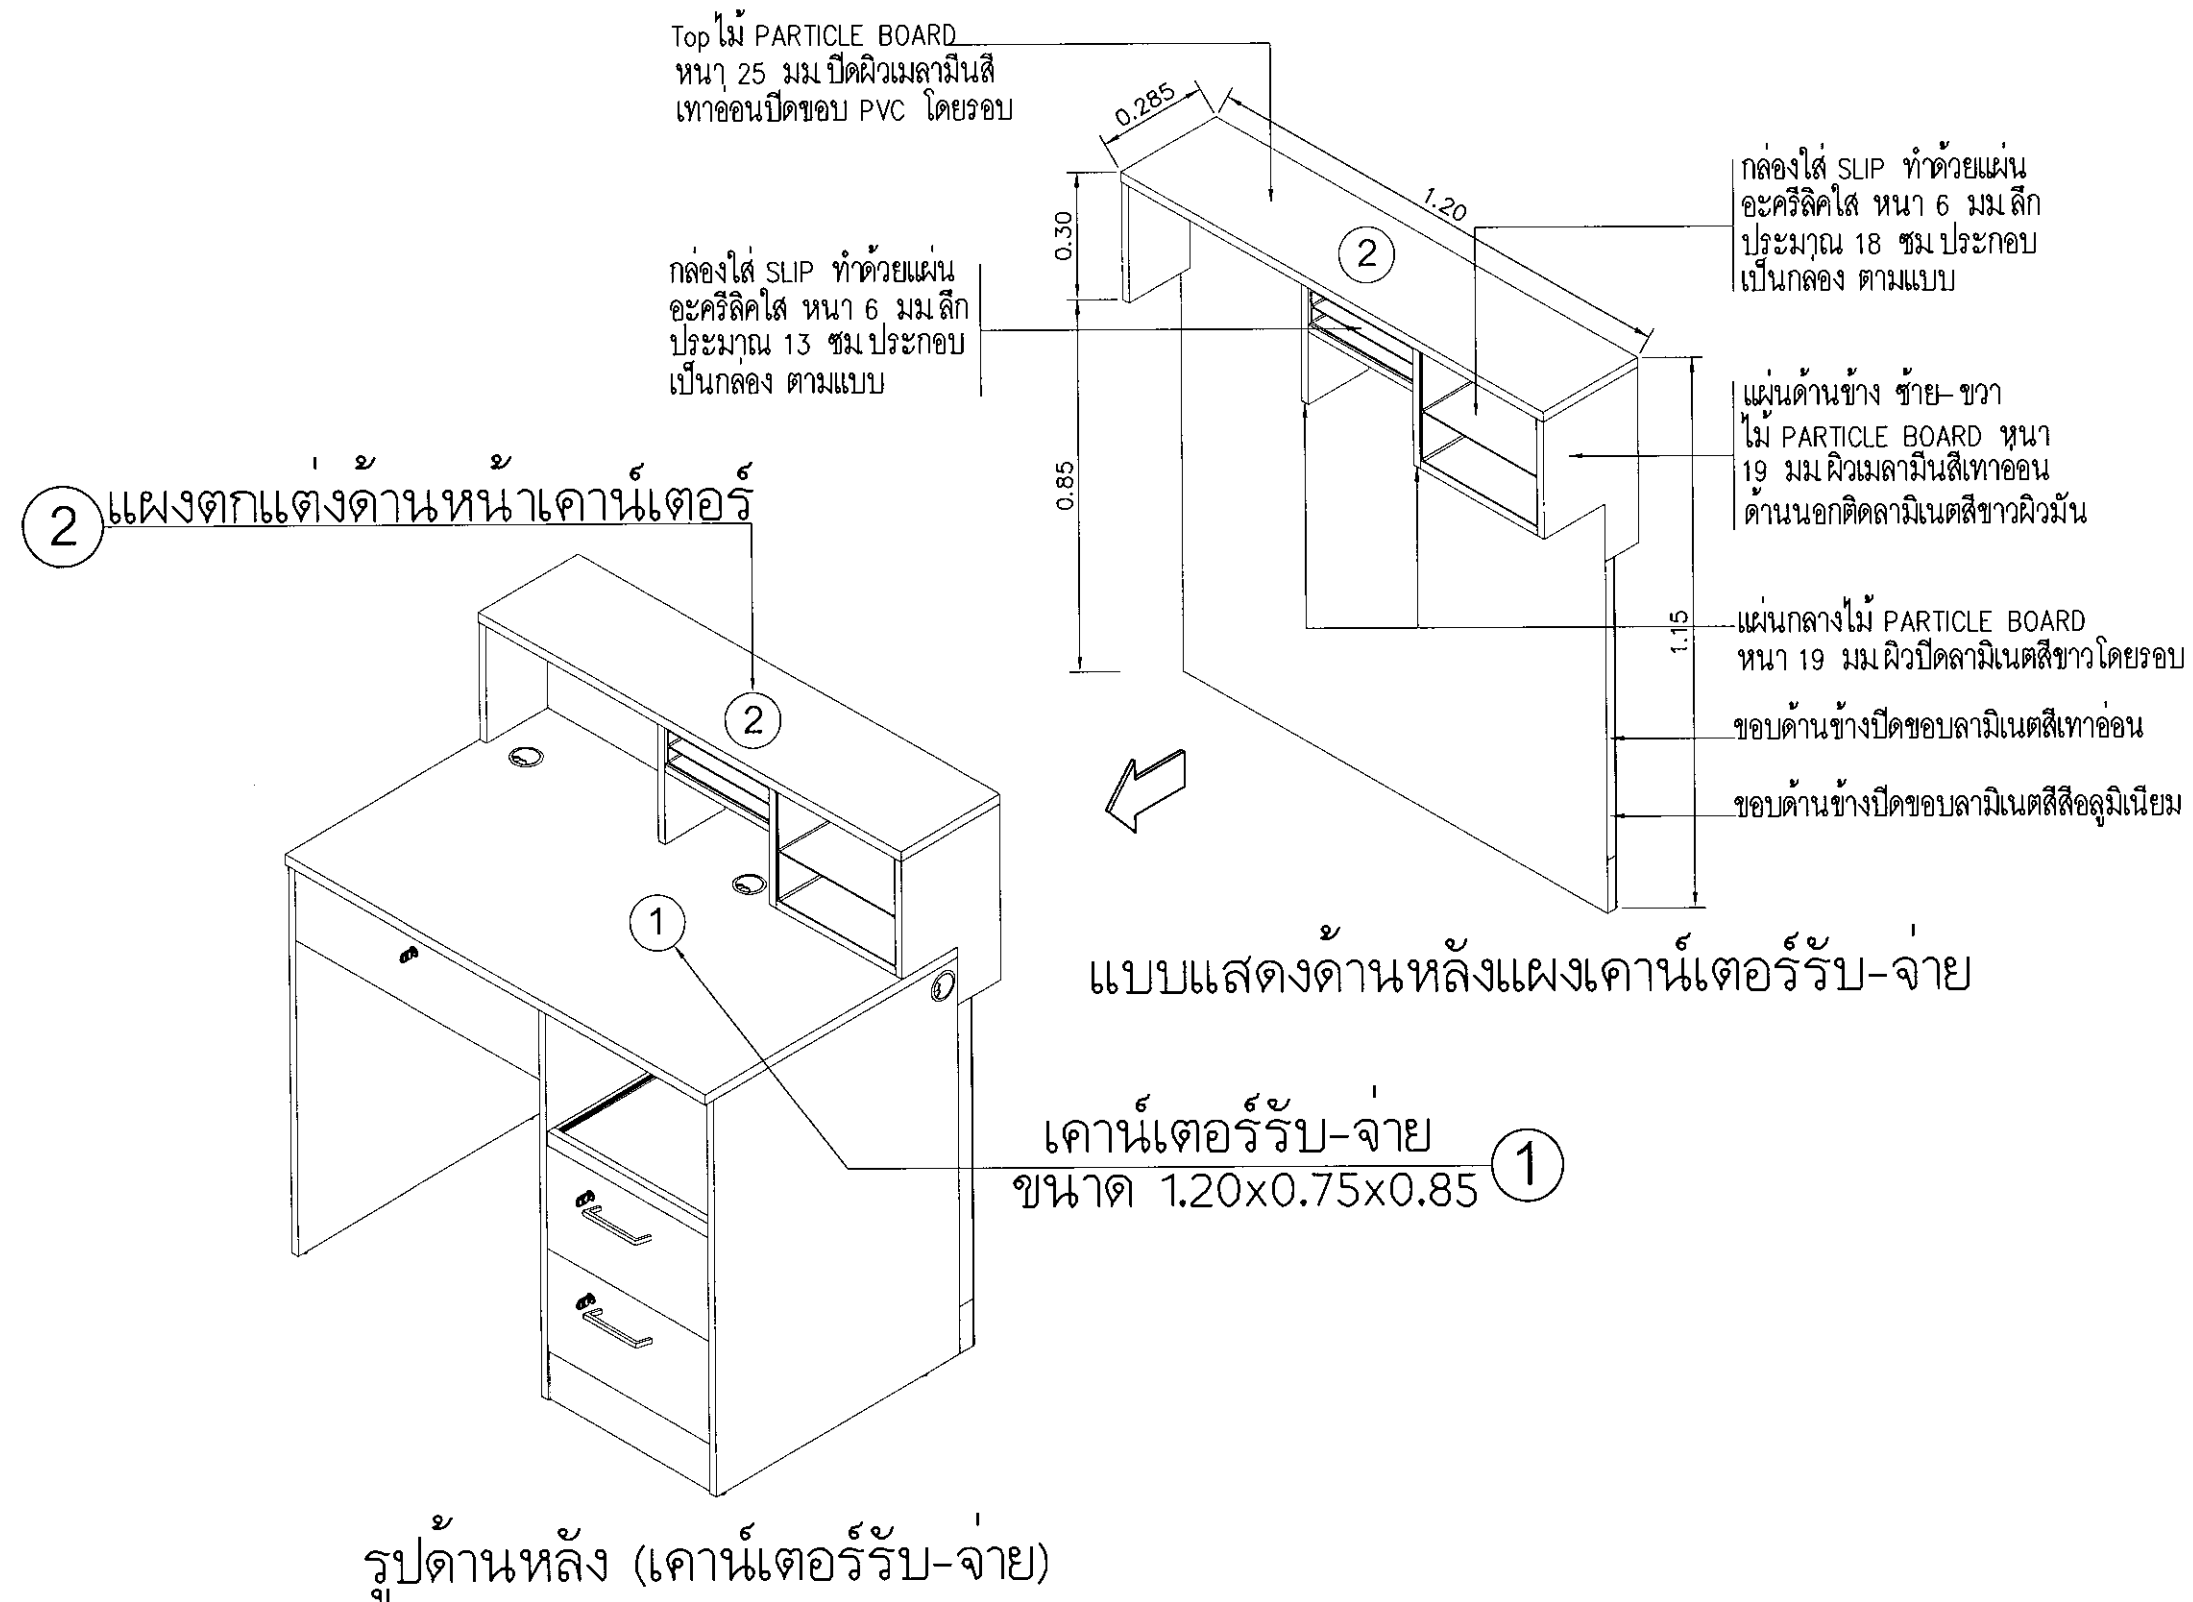 Top ไม้ PARTICLE BOARD
หนา 25 มม.ปิดผิวเมลามีนสี
เทาอ่อนปิดขอบ PVC โดยรอบ
0.285
1.20
0.30
0.85
1.15
2
กล่องใส่ SLIP ทำด้วยแผ่น
อะครีลิคใส หนา 6 มม.ลึก
ประมาณ 18 ซม.ประกอบ
เป็นกล่อง ตามแบบ
กล่องใส่ SLIP ทำด้วยแผ่น
อะครีลิคใส หนา 6 มม.ลึก
ประมาณ 13 ซม.ประกอบ
เป็นกล่อง ตามแบบ
แผ่นด้านข้าง ซ้าย-ขวา
ไม้ PARTICLE BOARD หนา
19 มม.ผิวเมลามีนสีเทาอ่อน
ด้านนอกติดลามิเนตสีขาวผิวมัน
2 แผงตกแต่งด้านหน้าเคาน์เตอร์
แผ่นกลางไม้ PARTICLE BOARD
หนา 19 มม.ผิวปิดลามิเนตสีขาวโดยรอบ
ขอบด้านข้างปิดขอบลามิเนตสีเทาอ่อน
ขอบด้านข้างปิดขอบลามิเนตสีสีอลูมิเนียม
2
1
แบบแสดงด้านหลังแผงเคาน์เตอร์รับ-จ่าย
เคาน์เตอร์รับ-จ่าย
ขนาด 1.20x0.75x0.85
1
รูปด้านหลัง (เคาน์เตอร์รับ-จ่าย)